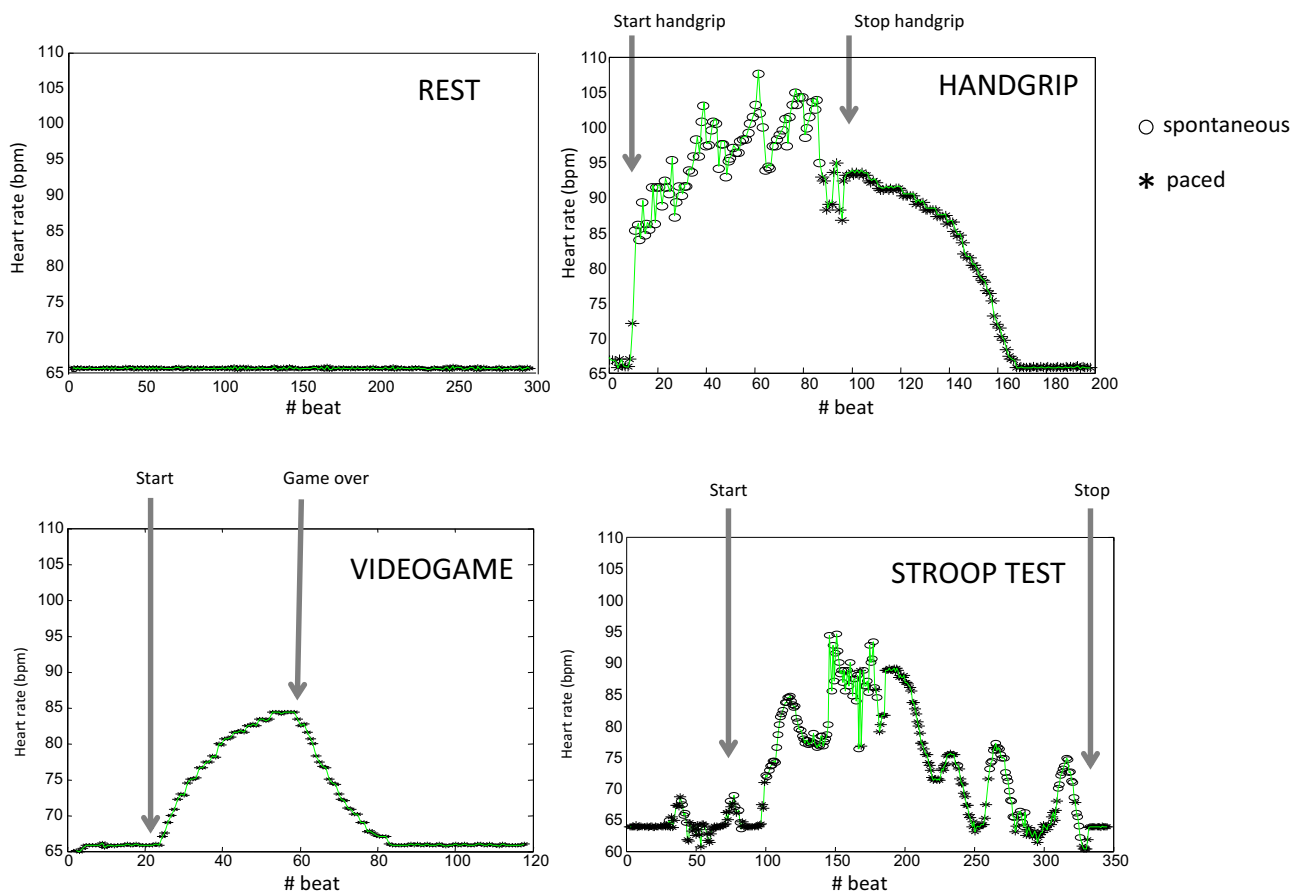 Start handgrip
Stop handgrip
110
105
100
95
90
85
80
75
70
65
Heart rate (bpm)
REST
0 50 100 150 200 250 300
# beat
110
105
100
95
90
85
80
75
70
65
Heart rate (bpm)
HANDGRIP
0 20 40 60 80 100 120 140 160 180 200
# beat
spontaneous
paced
Start
Game over
110
105
100
95
90
85
80
75
70
65
Heart rate (bpm)
VIDEOGAME
0 20 40 60 80 100 120
# beat
Start
Stop
110
105
100
95
90
85
80
75
70
65
60
Heart rate (bpm)
STROOP TEST
0 50 100 150 200 250 300 350
# beat